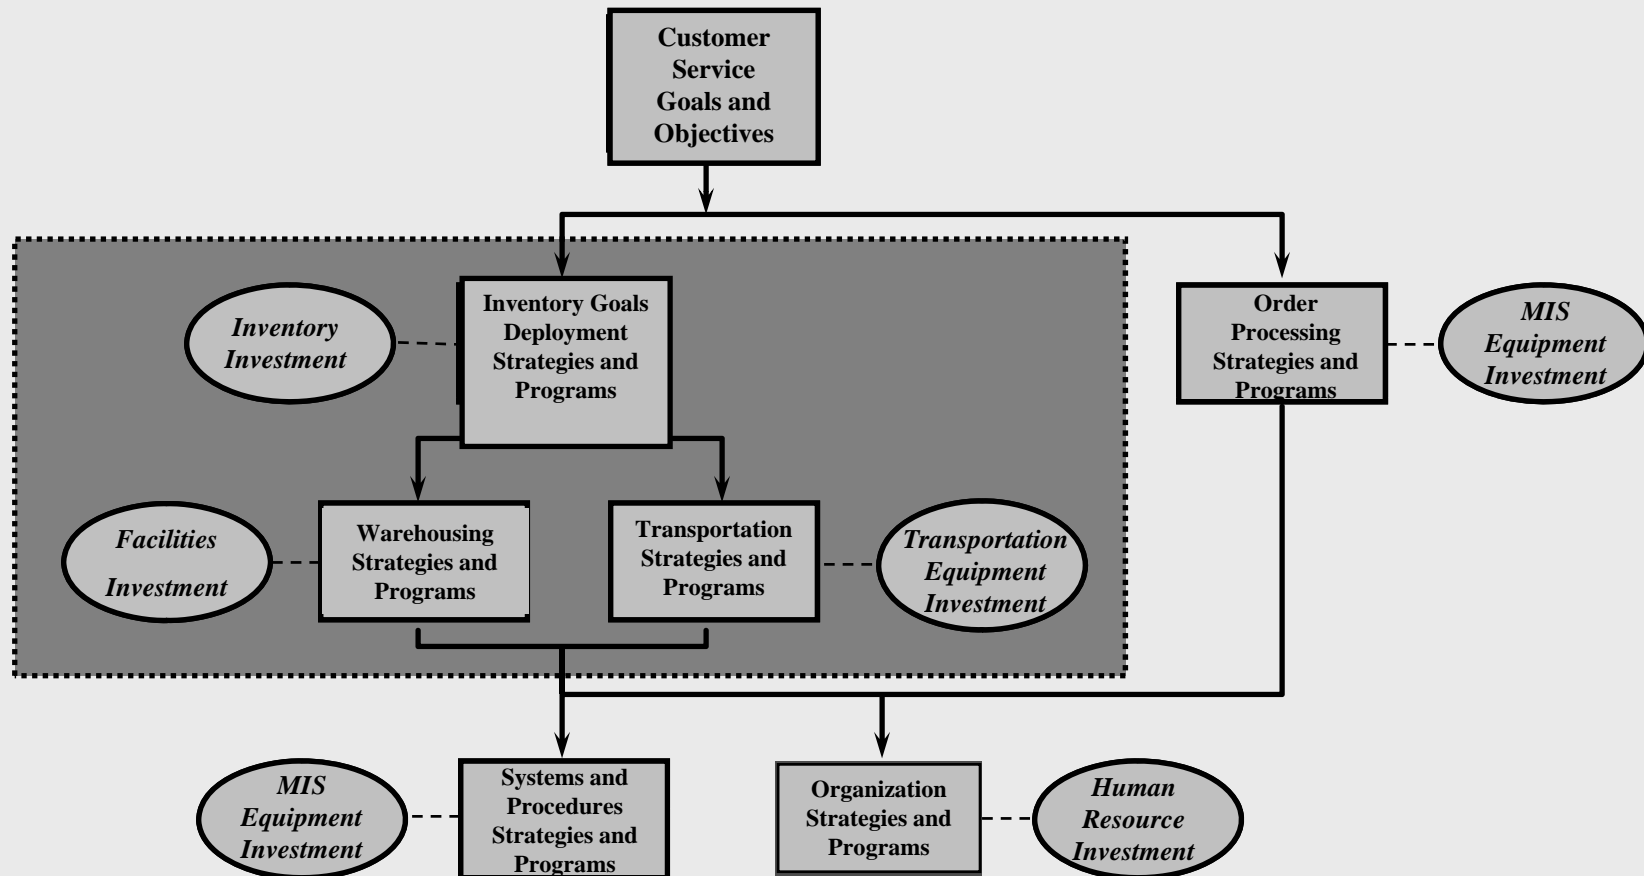 Customer
Service
Goals and
Objectives
Inventory
Investment
Inventory Goals
Deployment
Strategies and
Programs
Order
Processing
Strategies and
Programs
MIS
Equipment
Investment
Facilities
Investment
Warehousing
Strategies and
Programs
Transportation
Strategies and
Programs
Transportation
Equipment
Investment
MIS
Equipment
Investment
Systems and
Procedures
Strategies and
Programs
Organization
Strategies and
Programs
Human
Resource
Investment